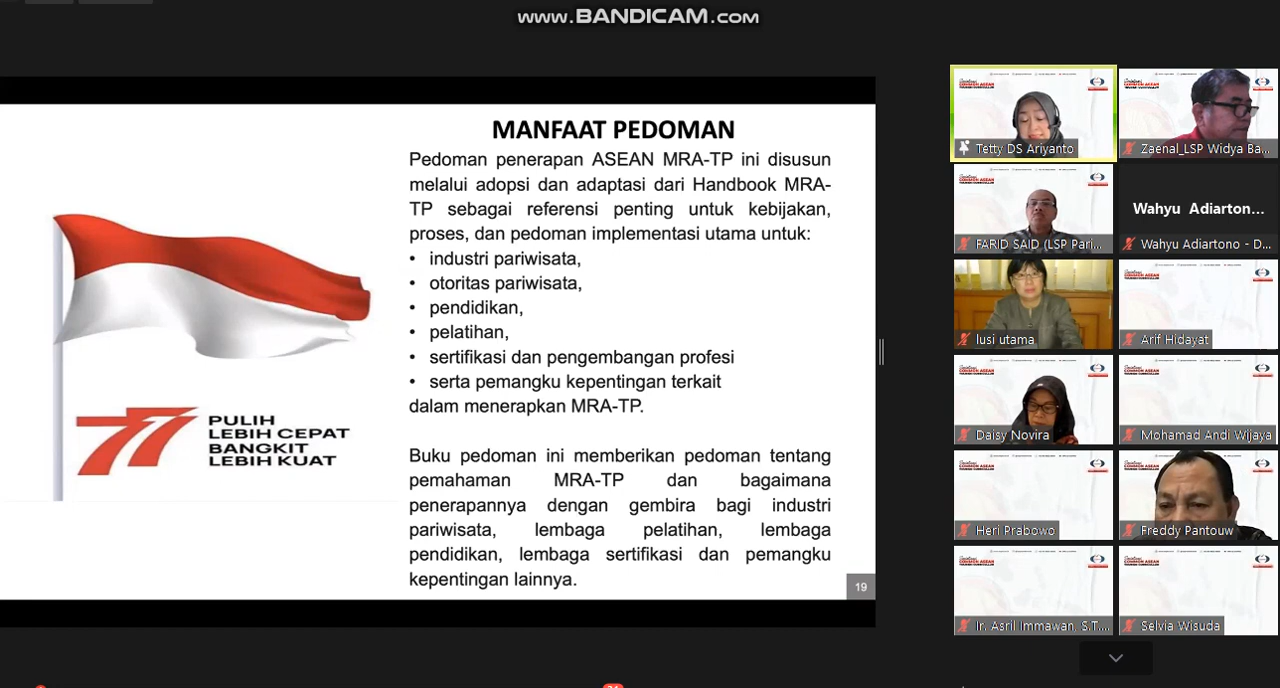 www.BANDICAM.com
MANFAAT PEDOMAN
Pedoman penerapan ASEAN MRA-TP ini disusun
melalui adopsi dan adaptasi dari Handbook MRA-
TP sebagai referensi penting untuk kebijakan,
proses, dan pedoman implementasi utama untuk:
• industri pariwisata,
• otoritas pariwisata,
• pendidikan,
• pelatihan,
• sertifikasi dan pengembangan profesi
• serta pemangku kepentingan terkait
dalam menerapkan MRA-TP.
Buku pedoman ini memberikan pedoman tentang
pemahaman MRA-TP dan bagaimana
penerapannya dengan gembira bagi industri
pariwisata, lembaga pelatihan, lembaga
pendidikan, lembaga sertifikasi dan pemangku
kepentingan lainnya.
19
77
PULIH
LEBIH CEPAT
BANGKIT
LEBIH KUAT
Tetty DS Ariyanto
Zaenal_LSP Widya Ba...
FARID SAID (LSP Pari...
Wahyu Adiarton...
Wahyu Adiartono - D...
lusi utama
Arif Hidayat
Daisy Novira
Mohamad Andi Wijaya
Heri Prabowo
Freddy Pantouw
Ir. Asril Immawan. S.T....
Selvia Wisuda